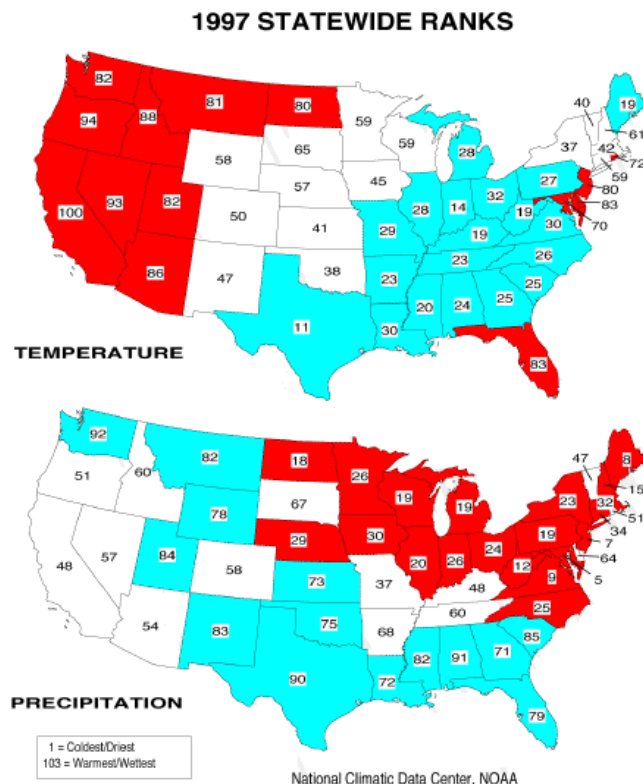 1997 STATEWIDE RANKS
82 81 80 59 19
94 88 40
65 59 61
58 37 42 72
57 45 28 59
93 82 27 80
100 50 28 14 32 19 83
41 29 30 70
19
86 47 38 23 23 26
25
11 20 24 25
30
TEMPERATURE
83
92 47 8
82 18 26
51 60 15
67 19 23 32 51
78 19 34
30 19 7
84 29 24
57 20 26 12 64
48 58 9 5
73 37 48
60 25
54 83 75 68
85
90 82 91 71
72
PRECIPITATION
79
1 = Coldest/Driest
103 = Warmest/Wettest
National Climatic Data Center, NOAA